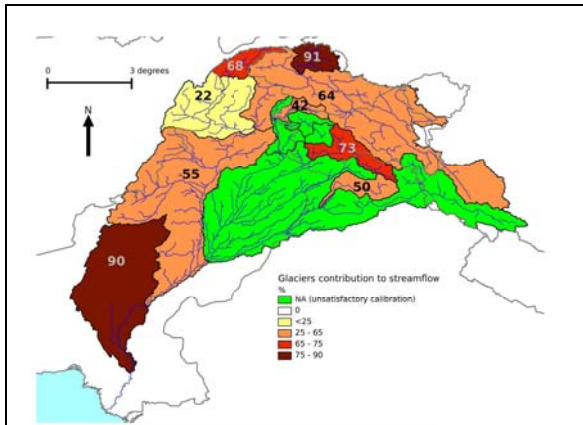 68
91
0
3 degrees
22
64
42
N
73
55
50
90
Glaciers contribution to streamflow
%
NA (unsatisfactory calibration)
0
<25
25 - 65
65 - 75
75 - 90